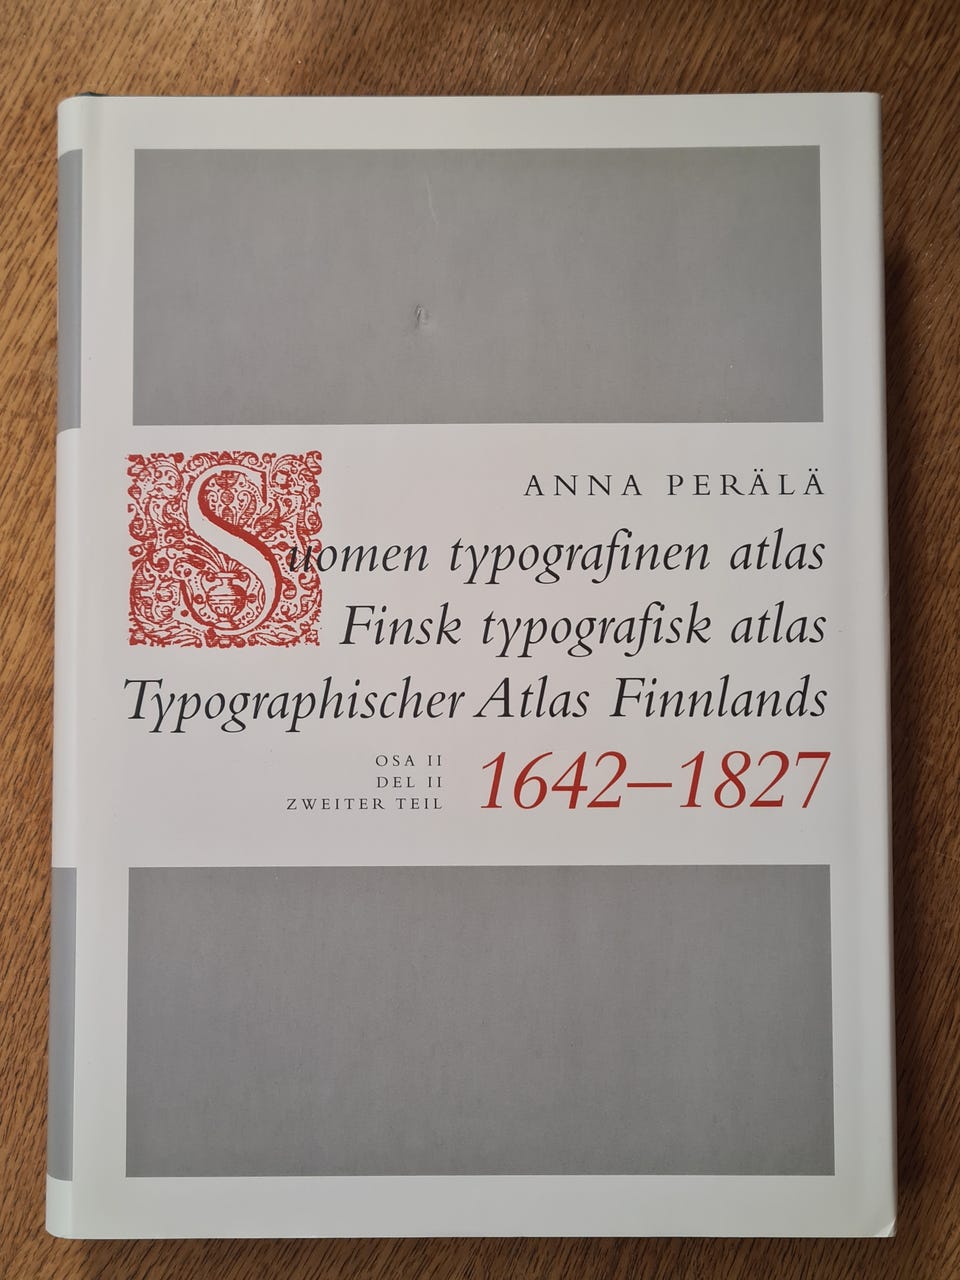 ANNA PERÄLÄ
Suomen typografinen atlas
Finsk typografisk atlas
Typographischer Atlas Finnlands
OSA II
DEL II
ZWEITER TEIL
1642–1827